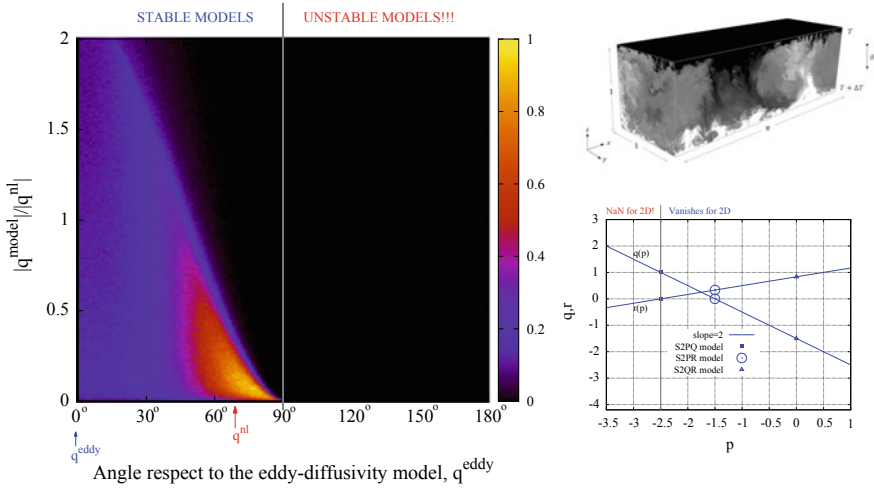 STABLE MODELS
UNSTABLE MODELS!!!
2
1.5
1
0.5
0
|q^model|/|q^nl|
0° 30° 60° 90° 120° 150° 180°
q^eddy
q^nl
Angle respect to the eddy-diffusivity model, q^eddy
1
0.8
0.6
0.4
0.2
0
T
T + ΔT
1
π
1
z
x
y
NaN for 2D!
Vanishes for 2D
3
2
1
0
-1
-2
-3
-4
q,r
q(p)
r(p)
slope=2
S2PQ model
S2PR model
S2QR model
-3.5 -3 -2.5 -2 -1.5 -1 -0.5 0 0.5 1
p